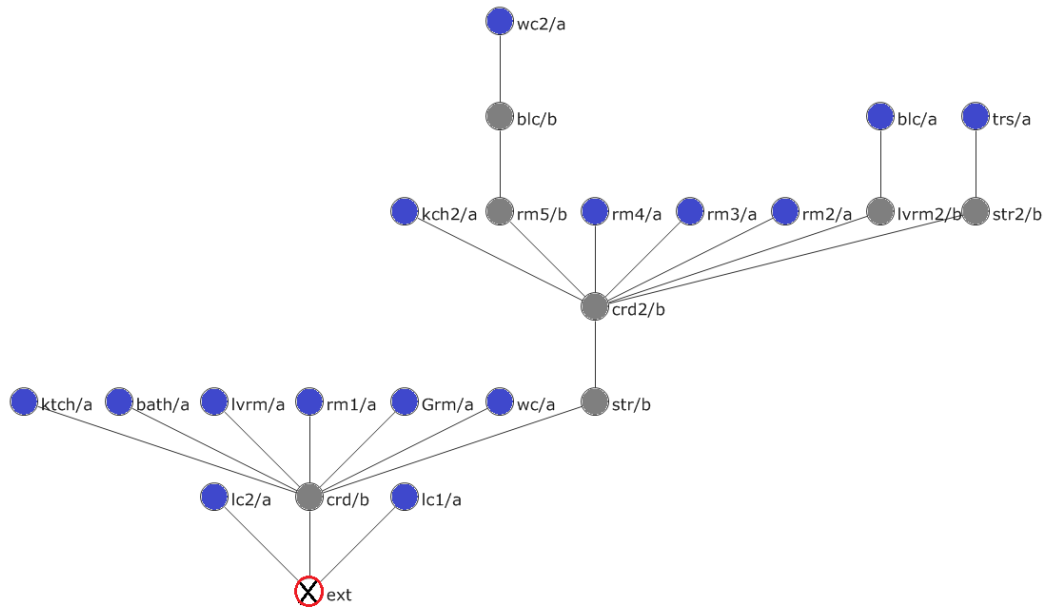 wc2/a
blc/b
blc/a
trs/a
kch2/a
rm5/b
rm4/a
rm3/a
rm2/a
lvrm2/b
str2/b
crd2/b
ktch/a
bath/a
lvrm/a
rm1/a
Grm/a
wc/a
str/b
lc2/a
crd/b
lc1/a
ext